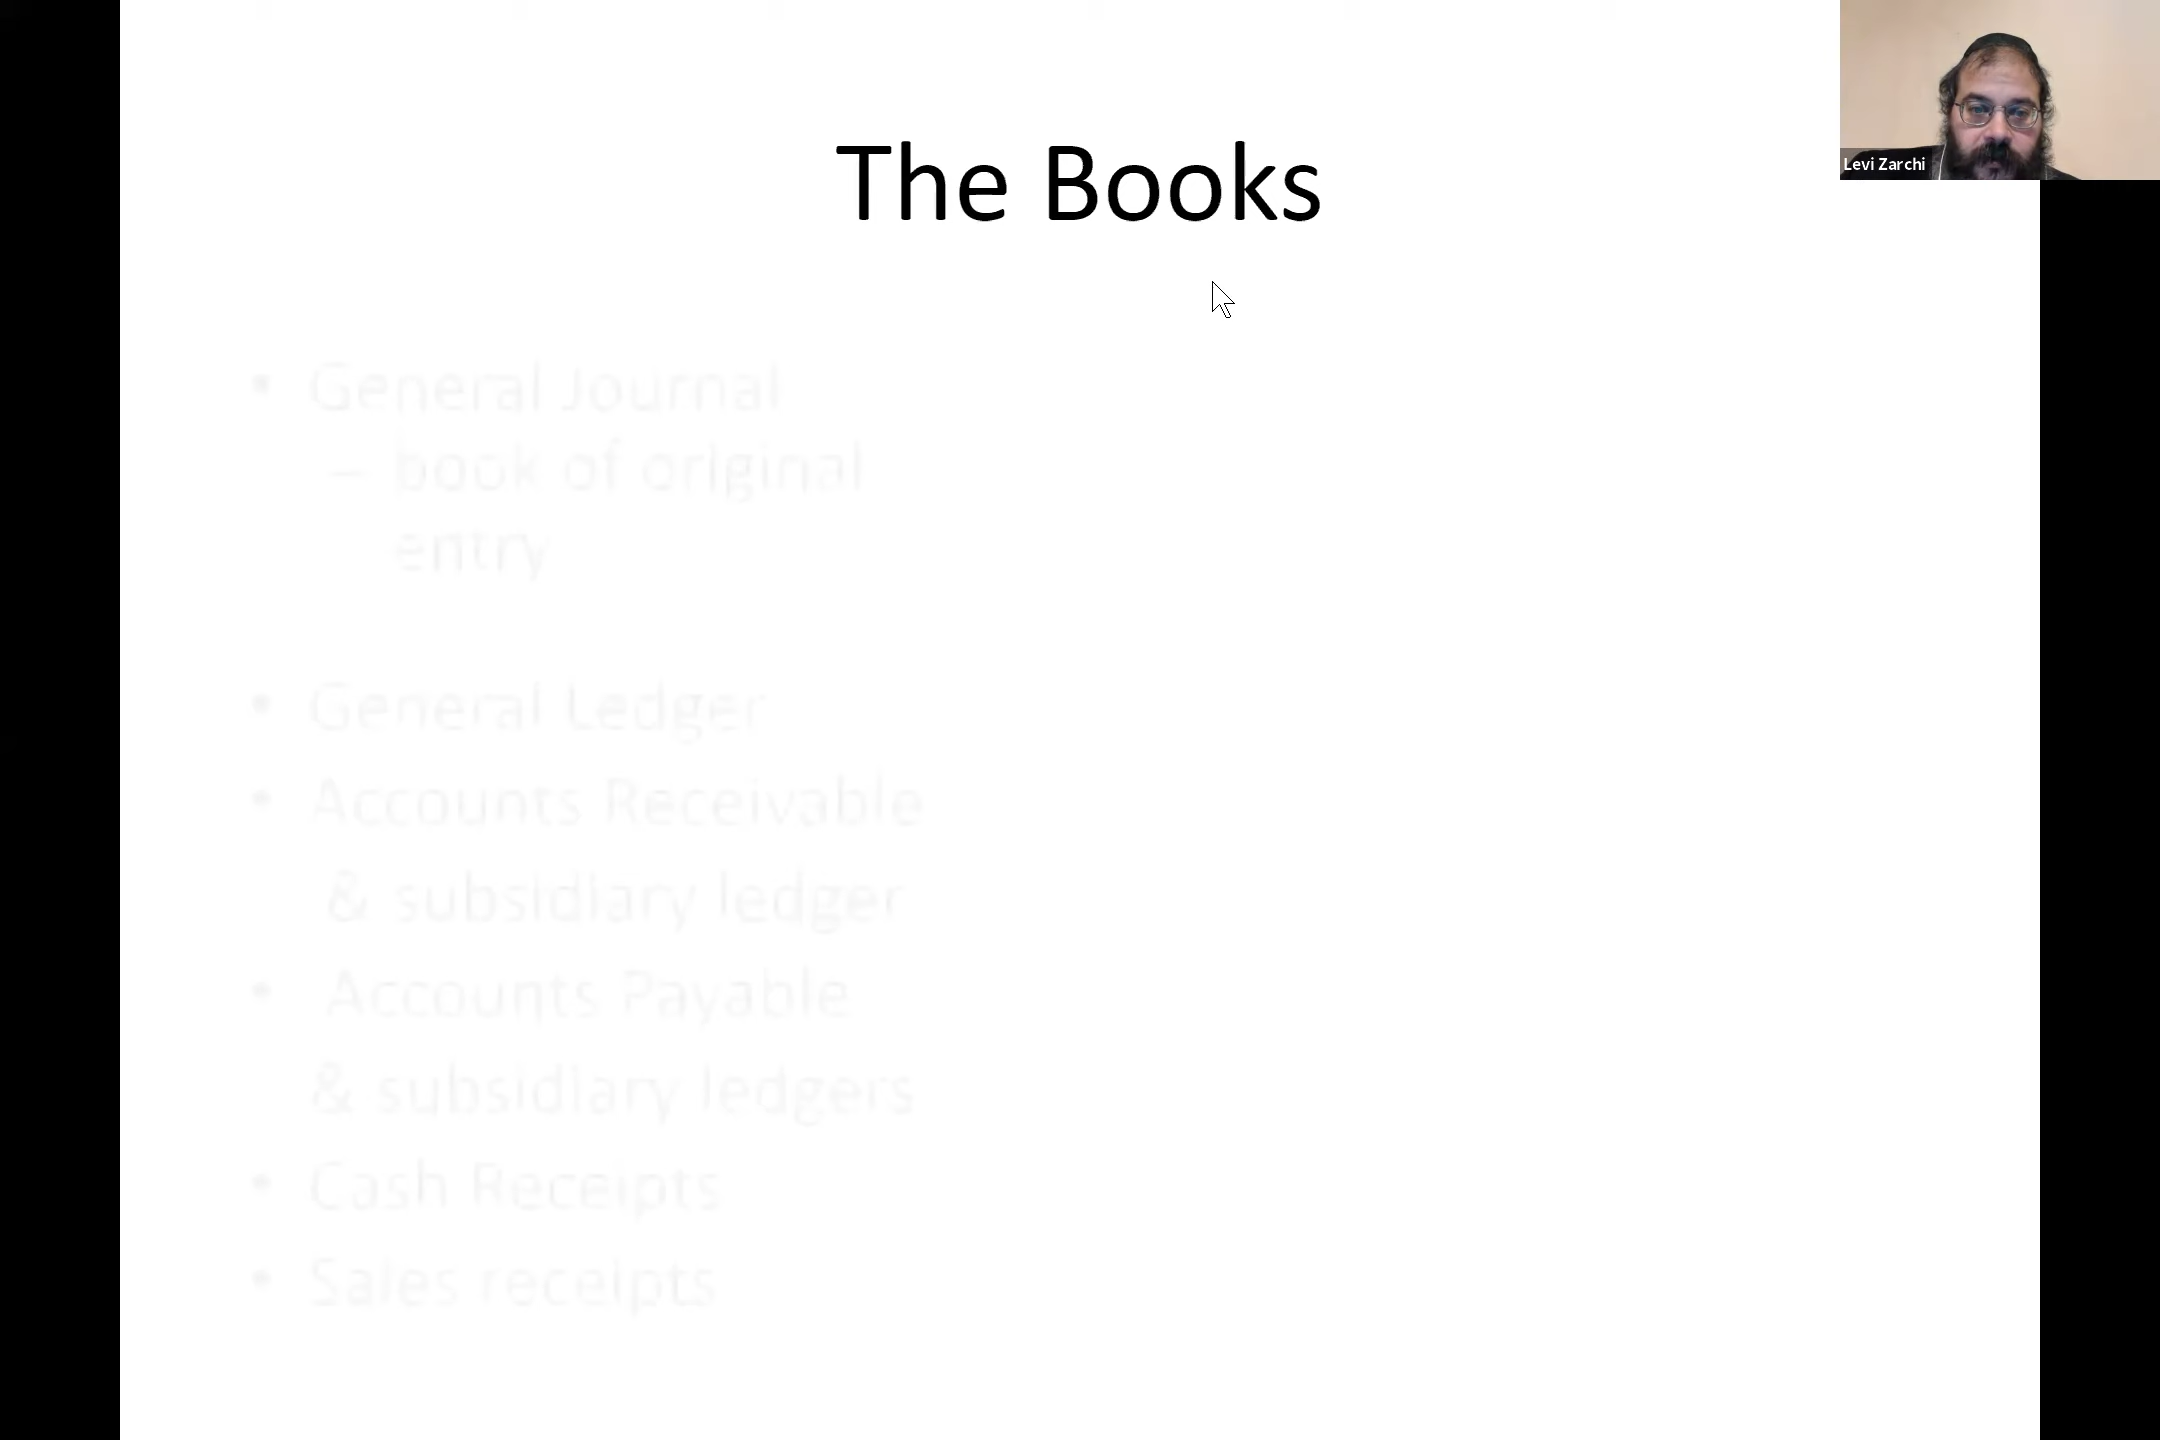 The Books
Levi Zarchi
• General Journal
– book of original
entry
• General Ledger
• Accounts Receivable
& subsidiary ledger
• Accounts Payable
& subsidiary ledgers
• Cash Receipts
• Sales receipts